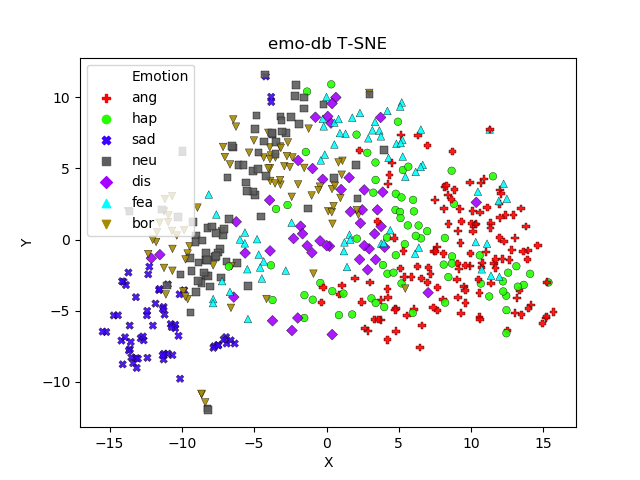 emo-db T-SNE
Emotion
ang
hap
sad
neu
dis
fea
bor
10
5
0
−5
−10
Y
−15
−10
−5
0
5
10
15
X